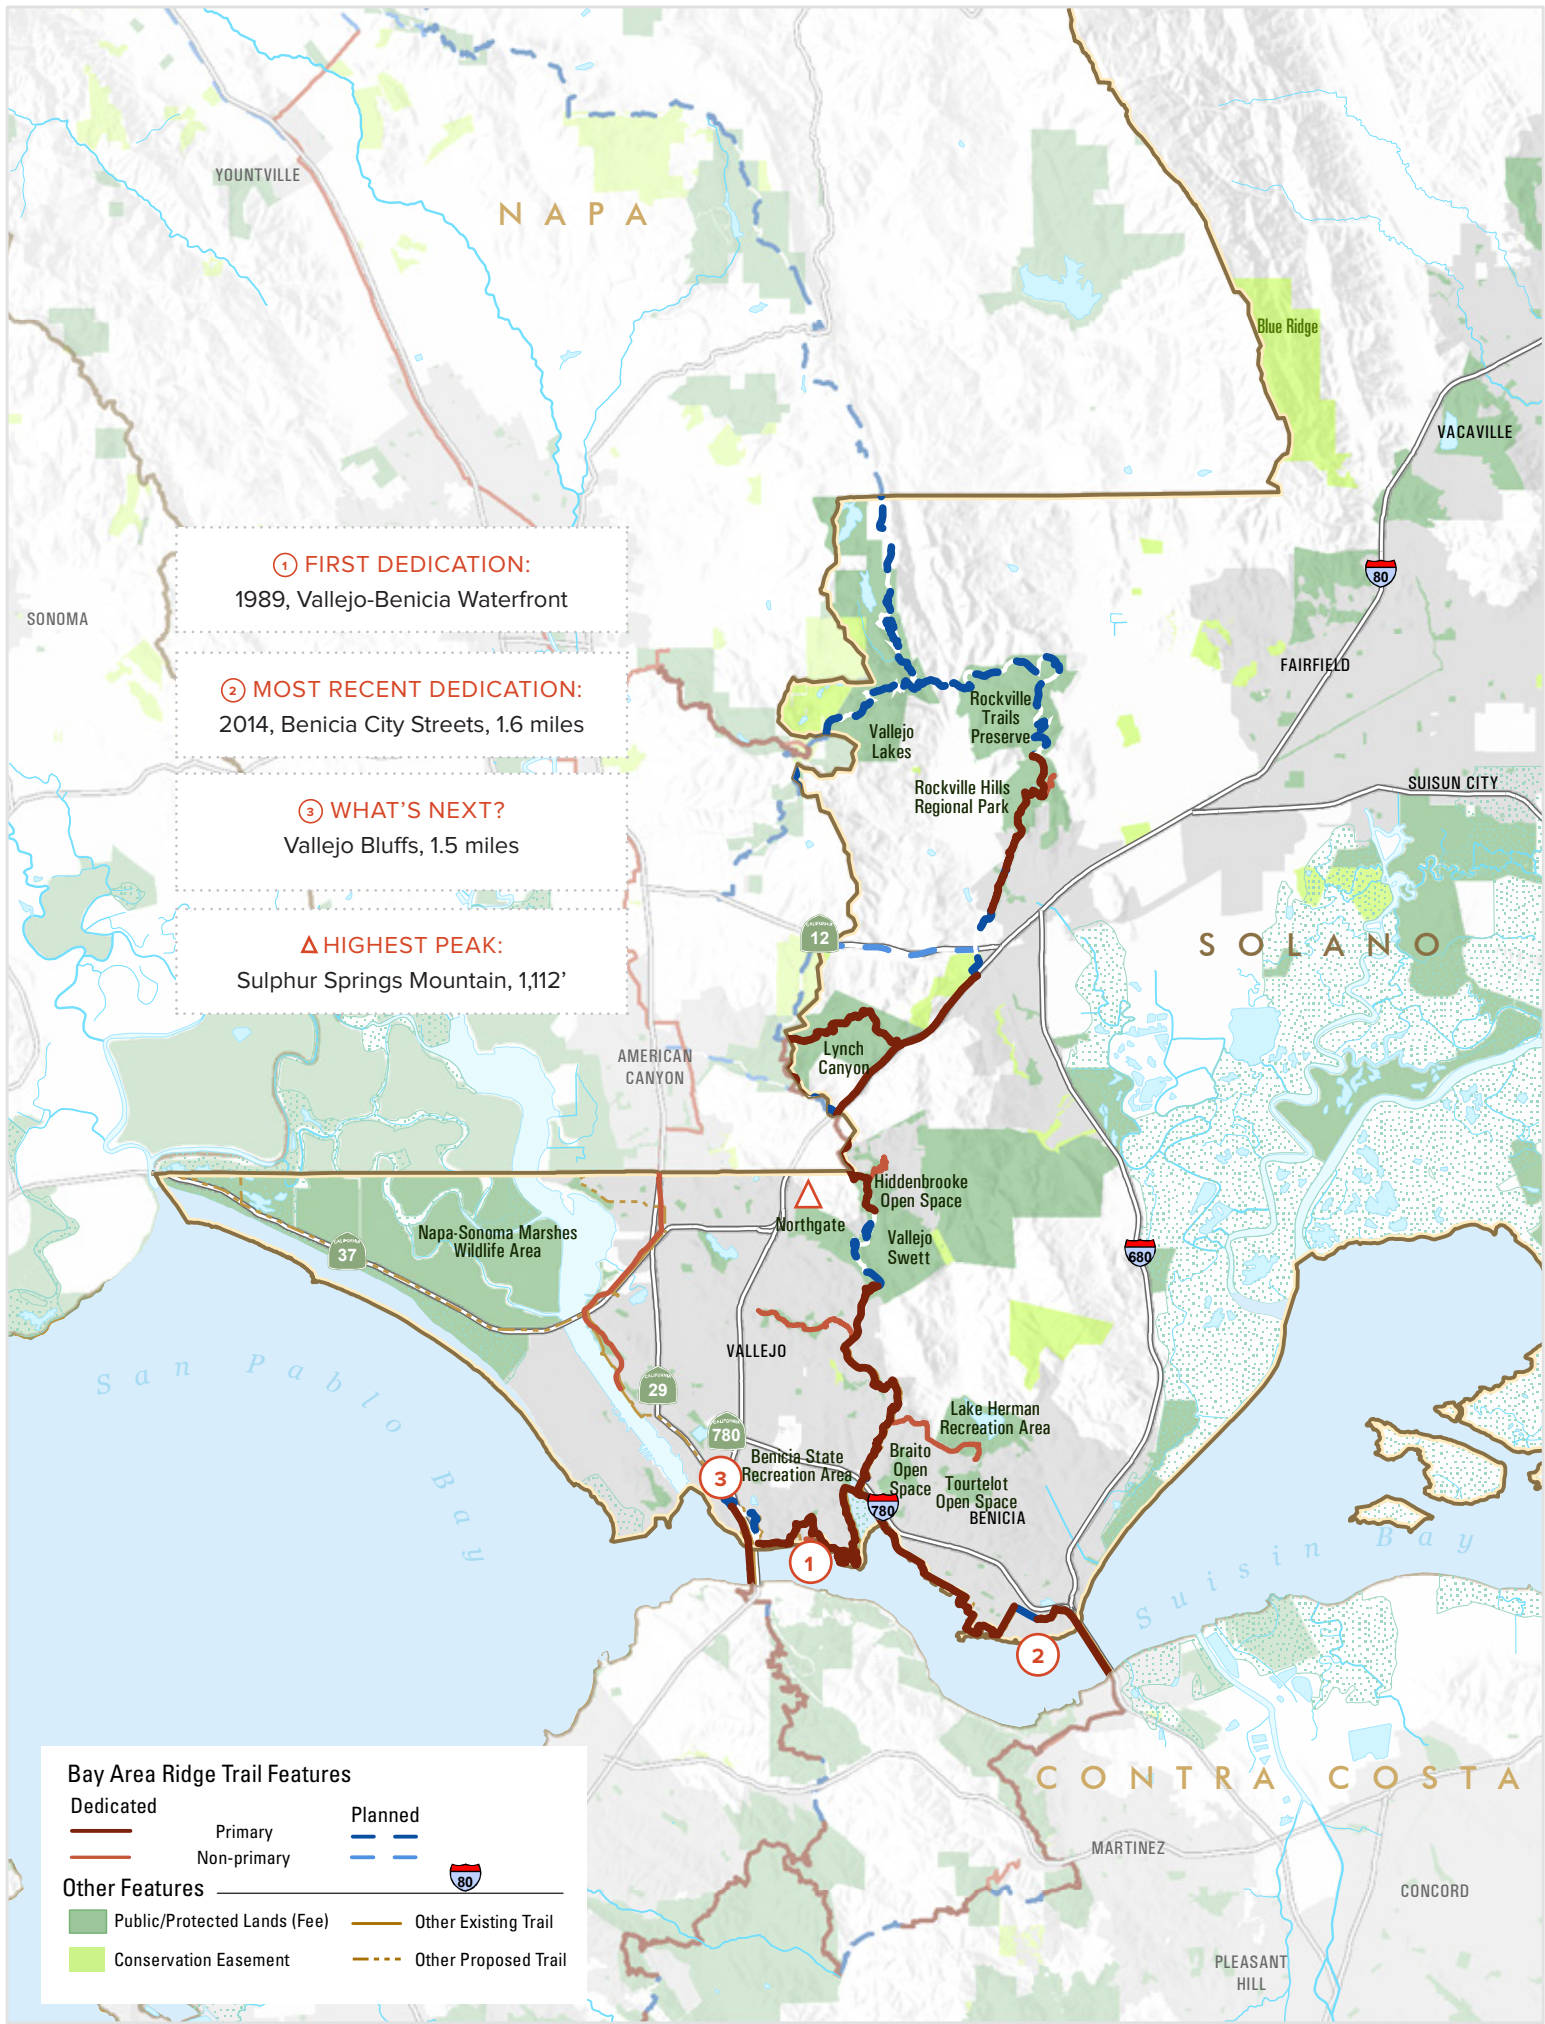 YOUNTVILLE
NAPA
Blue Ridge
VACAVILLE
80
① FIRST DEDICATION:
1989, Vallejo-Benicia Waterfront
SONOMA
② MOST RECENT DEDICATION:
2014, Benicia City Streets, 1.6 miles
FAIRFIELD
Rockville
Trails
Preserve
Vallejo
Lakes
③ WHAT'S NEXT?
Vallejo Bluffs, 1.5 miles
Rockville Hills
Regional Park
SUISUN CITY
CALIFORNIA
12
SOLANO
HIGHEST PEAK:
Sulphur Springs Mountain, 1,112’
AMERICAN
CANYON
Lynch
Canyon
Hiddenbrooke
Open Space
Northgate
Napa-Sonoma Marshes
Wildlife Area
CALIFORNIA
37
Vallejo
Swett
680
San Pablo Bay
VALLEJO
CALIFORNIA
29
Lake Herman
Recreation Area
CALIFORNIA
780
Benicia State
Recreation Area
Braito
Open
Space
Tourtelot
Open Space
BENICIA
3
780
1
Suisin Bay
2
CONTRA COSTA
MARTINEZ
CONCORD
PLEASANT
HILL
Bay Area Ridge Trail Features
Dedicated
Planned
Primary
Non-primary
80
Other Features
Public/Protected Lands (Fee)
Other Existing Trail
Conservation Easement
Other Proposed Trail